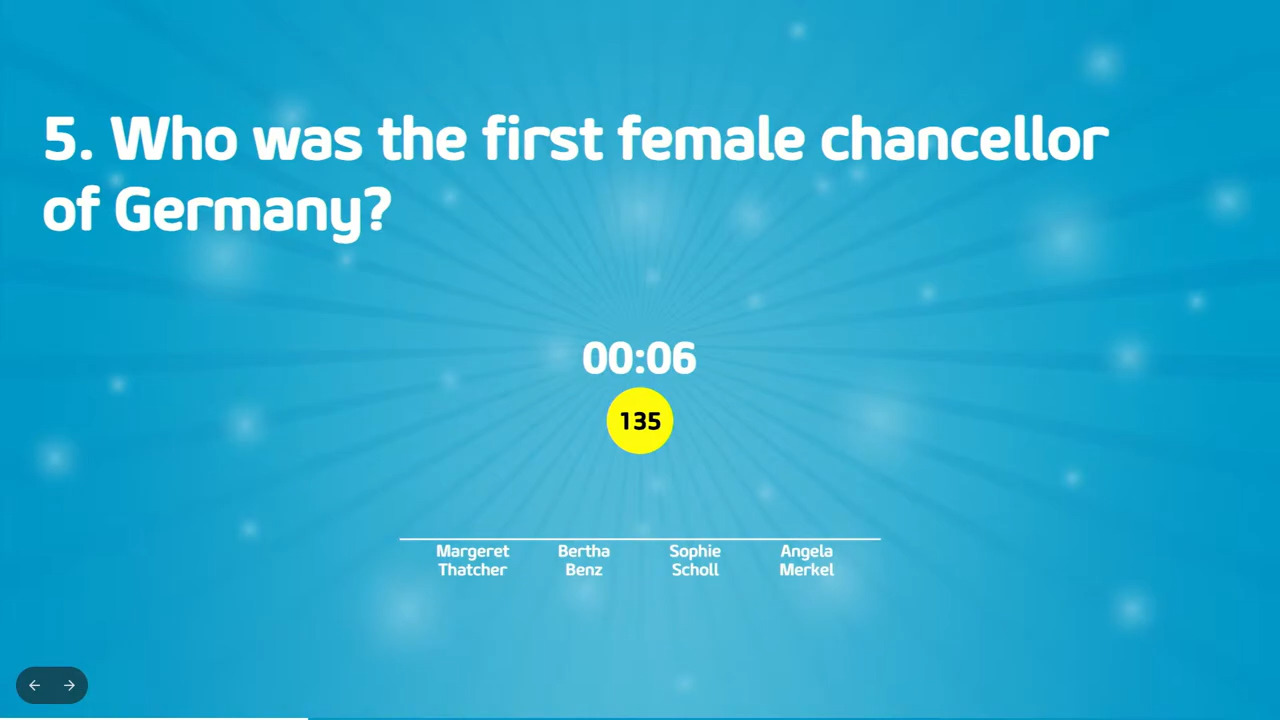 5. Who was the first female chancellor
of Germany?
00:06
135
Margeret
Thatcher
Bertha
Benz
Sophie
Scholl
Angela
Merkel